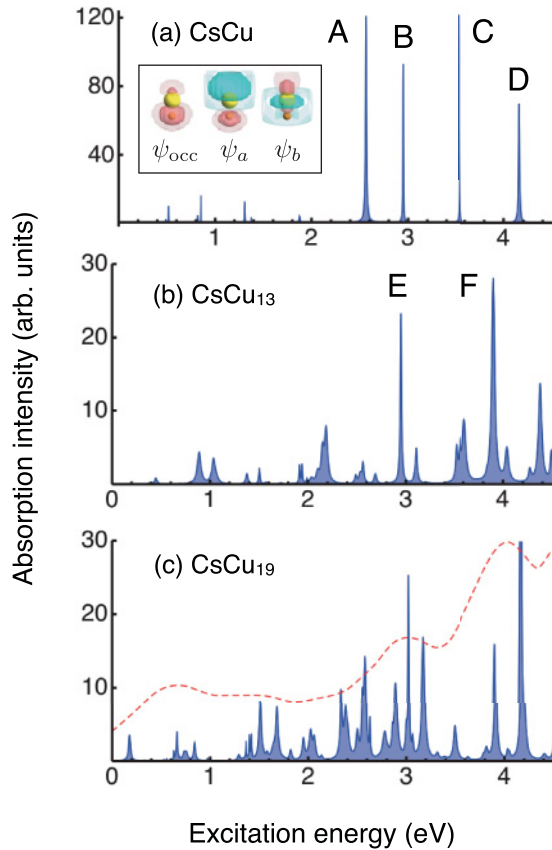 120
80
40
(a) CsCu
A
B
C
D
ψocc ψa ψb
1 2 3 4
30
20
10
(b) CsCu13
E
F
0 1 2 3 4
30
20
10
(c) CsCu19
0 1 2 3 4
Absorption intensity (arb. units)
Excitation energy (eV)